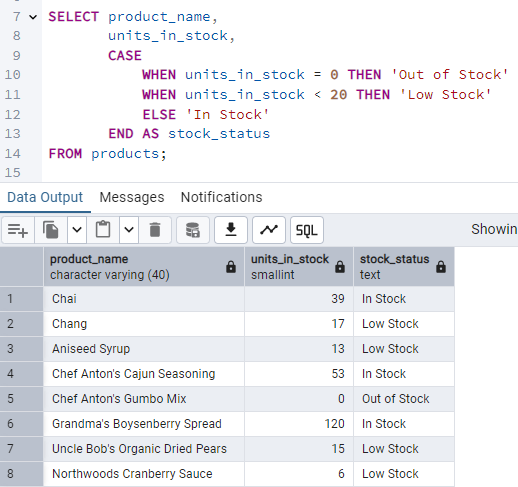 7 SELECT product_name,
8 units_in_stock,
9 CASE
10 WHEN units_in_stock = 0 THEN 'Out of Stock'
11 WHEN units_in_stock < 20 THEN 'Low Stock'
12 ELSE 'In Stock'
13 END AS stock_status
14 FROM products;
15
Data Output Messages Notifications
SQL Showin
product_name units_in_stock stock_status
character varying (40) smallint text
1 Chai 39 In Stock
2 Chang 17 Low Stock
3 Aniseed Syrup 13 Low Stock
4 Chef Anton's Cajun Seasoning 53 In Stock
5 Chef Anton's Gumbo Mix 0 Out of Stock
6 Grandma's Boysenberry Spread 120 In Stock
7 Uncle Bob's Organic Dried Pears 15 Low Stock
8 Northwoods Cranberry Sauce 6 Low Stock